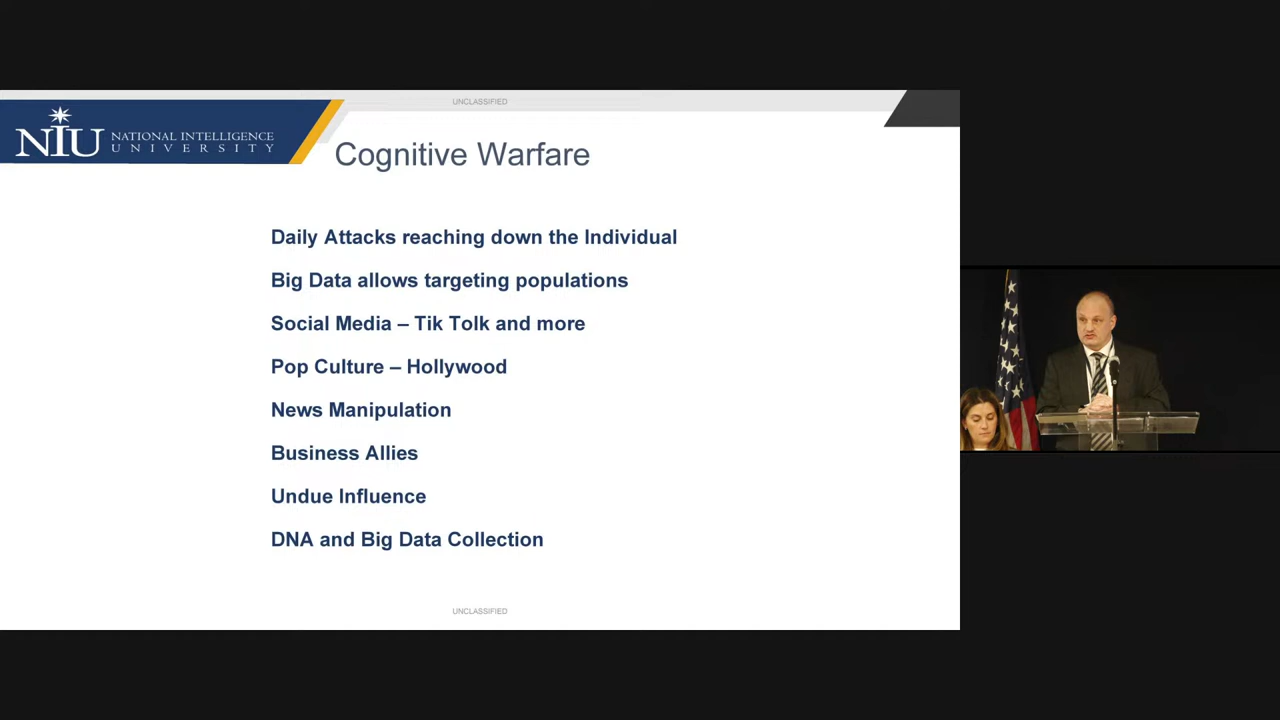 UNCLASSIFIED
NIU NATIONAL INTELLIGENCE
UNIVERSITY
Cognitive Warfare
Daily Attacks reaching down the Individual
Big Data allows targeting populations
Social Media – Tik Tolk and more
Pop Culture – Hollywood
News Manipulation
Business Allies
Undue Influence
DNA and Big Data Collection
UNCLASSIFIED